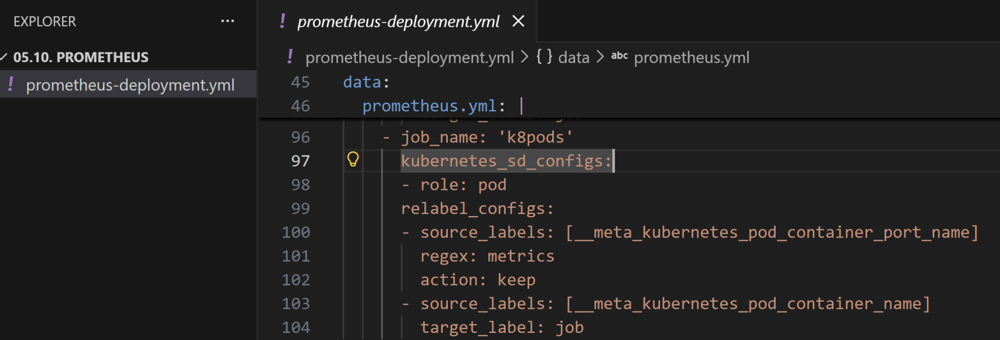 EXPLORER ...
05.10. PROMETHEUS
! prometheus-deployment.yml
! prometheus-deployment.yml ×
! prometheus-deployment.yml > { } data > abc prometheus.yml
45 data:
46 prometheus.yml: |
96 - job_name: 'k8pods'
97 kubernetes_sd_configs:
98 - role: pod
99 relabel_configs:
100 - source_labels: [__meta_kubernetes_pod_container_port_name]
101 regex: metrics
102 action: keep
103 - source_labels: [__meta_kubernetes_pod_container_name]
104 target_label: job